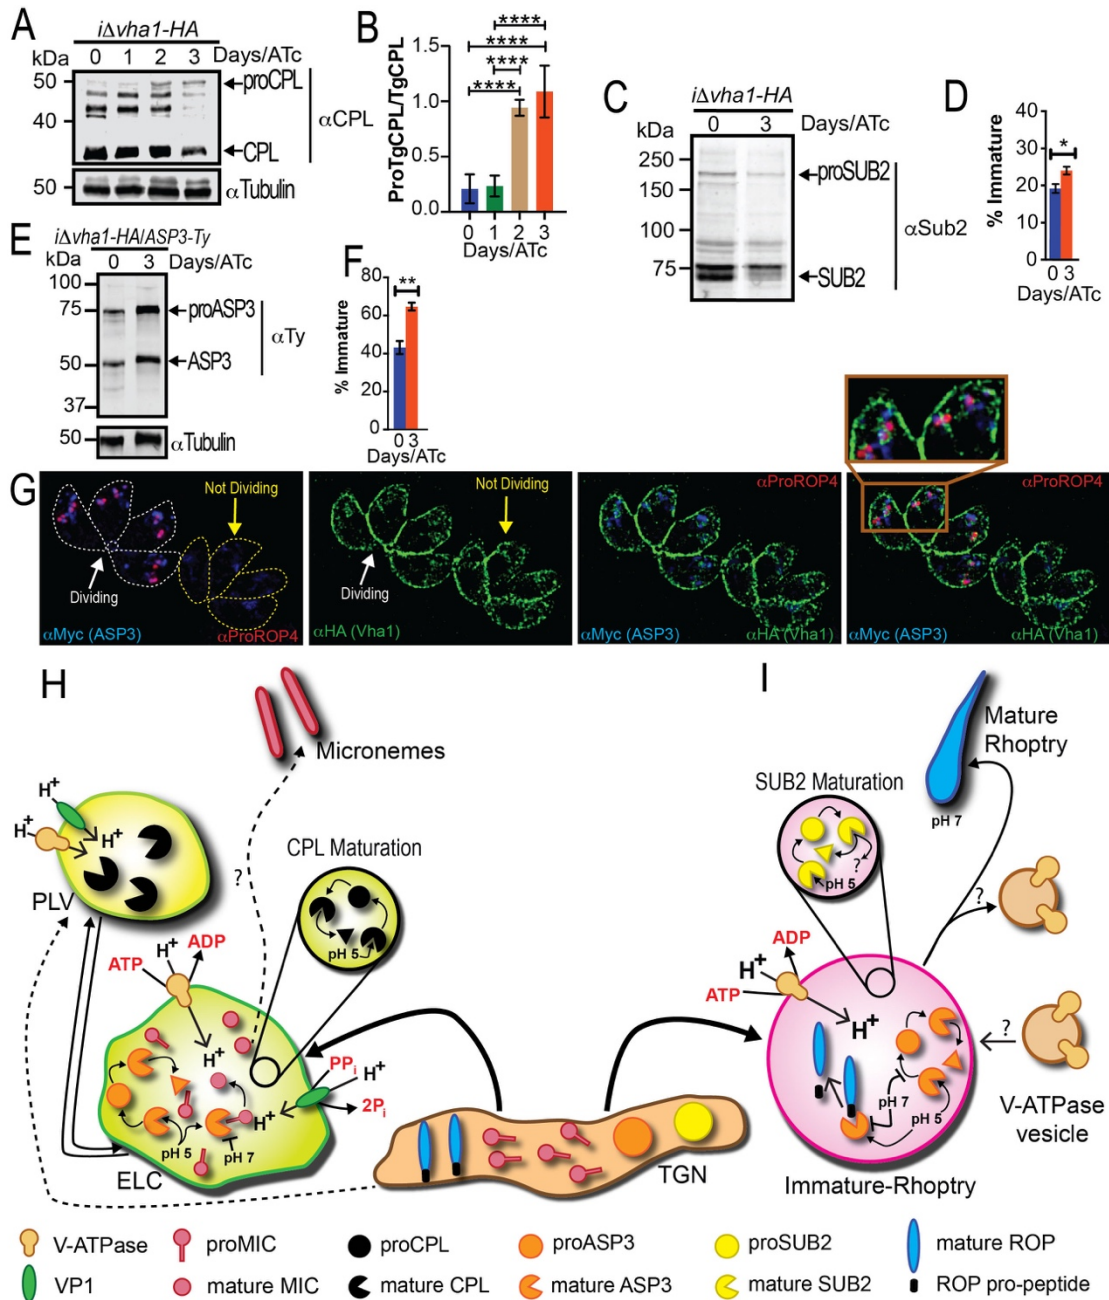 A
iΔvha1-HA
kDa 0 1 2 3 Days/ATc
50
40
proCPL
CPL
αCPL
50
αTubulin
B
ProTgCPL/TgCPL
1.5
1.0
0.5
0.0
****
****
****
****
0 1 2 3
Days/ATc
C
iΔvha1-HA
0 3 Days/ATc
kDa
250
150
100
75
proSUB2
SUB2
αSub2
D
% Immature
40
30
20
10
0
*
0 3
Days/ATc
E
iΔvha1-HA/ASP3-Ty
kDa 0 3 Days/ATc
100
75
50
37
proASP3
ASP3
αTy
50
αTubulin
F
% Immature
80
60
40
20
0
**
0 3
Days/ATc
G
Not Dividing
Dividing
αMyc (ASP3)
αProROP4
Not Dividing
Dividing
αHA (Vha1)
αProROP4
αMyc (ASP3)
αHA (Vha1)
αProROP4
αMyc (ASP3)
αHA (Vha1)
H
Micronemes
H+
H+
H+
PLV
?
CPL Maturation
pH 5
ADP
ATP
H+
H+
PPi
H+
2Pi
H+
pH 5
pH 7
ELC
TGN
I
Mature
Rhoptry
pH 7
SUB2 Maturation
?
pH 5
ADP
H+
ATP
H+
?
?
pH 7
pH 5
V-ATPase
vesicle
Immature-Rhoptry
V-ATPase
proMIC
proCPL
proASP3
proSUB2
mature ROP
VP1
mature MIC
mature CPL
mature ASP3
mature SUB2
ROP pro-peptide